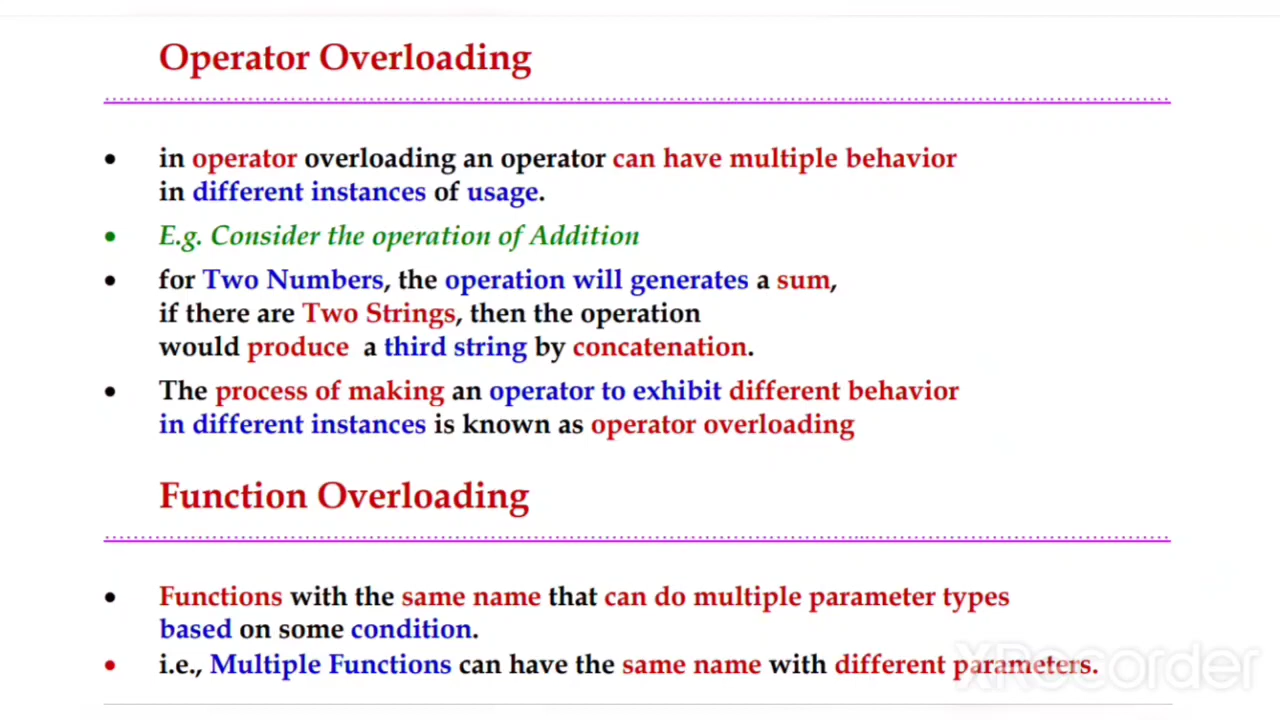 Operator Overloading
• in operator overloading an operator can have multiple behavior
in different instances of usage.
• E.g. Consider the operation of Addition
• for Two Numbers, the operation will generates a sum,
if there are Two Strings, then the operation
would produce a third string by concatenation.
• The process of making an operator to exhibit different behavior
in different instances is known as operator overloading
Function Overloading
• Functions with the same name that can do multiple parameter types
based on some condition.
• i.e., Multiple Functions can have the same name with different parameters.
XRecorder